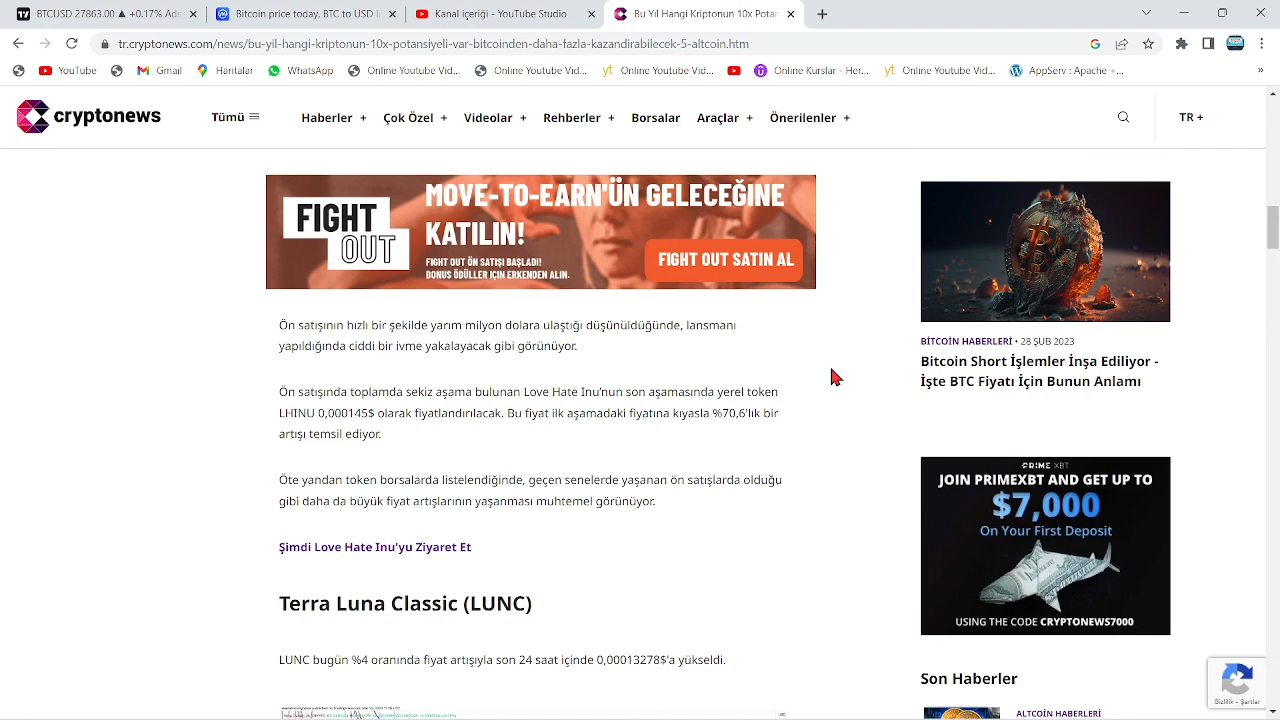 BTCUSD 27863.00 ▲ +0.17% Ads
Bitcoin price today, BTC to USD li
Kanal içeriği - YouTube Studio
Bu Yıl Hangi Kriptonun 10x Potan
tr.cryptonews.com/news/bu-yil-hangi-kriptonun-10x-potansiyeli-var-bitcoinden-daha-fazla-kazandirabilecek-5-altcoin.htm
YouTube
Gmail
Haritalar
WhatsApp
Online Youtube Vid...
Online Youtube Vid...
Online Youtube Vid...
Online Kurslar - Her...
Online Youtube Vid...
AppServ : Apache +...
»
cryptonews
Tümü
Haberler +
Çok Özel +
Videolar +
Rehberler +
Borsalar
Araçlar +
Önerilenler +
TR +
FIGHT
OUT
MOVE-TO-EARN'ÜN GELECEĞİNE
KATILIN!
FIGHT OUT ÖN SATIŞI BAŞLADI!
BONUS ÖDÜLLER IÇIN ERKENDEN ALIN.
FIGHT OUT SATIN AL
Ön satışının hızlı bir şekilde yarım milyon dolara ulaştığı düşünüldüğünde, lansmanı
yapıldığında ciddi bir ivme yakalayacak gibi görünüyor.
Ön satışında toplamda sekiz aşama bulunan Love Hate Inu'nun son aşamasında yerel token
LHINU 0,000145$ olarak fiyatlandırılacak. Bu fiyat ilk aşamadaki fiyatına kıyasla %70,6'lık bir
artışı temsil ediyor.
Öte yandan token borsalarda listelendiğinde, geçen senelerde yaşanan ön satışlarda olduğu
gibi daha da büyük fiyat artışlarının yaşanması muhtemel görünüyor.
Şimdi Love Hate Inu'yu Ziyaret Et
Terra Luna Classic (LUNC)
LUNC bugün %4 oranında fiyat artışıyla son 24 saat içinde 0,00013278$'a yükseldi.
BİTCOİN HABERLERİ • 28 ŞUB 2023
Bitcoin Short İşlemler İnşa Ediliyor -
İşte BTC Fiyatı İçin Bunun Anlamı
PRIME XBT
JOIN PRIMEXBT AND GET UP TO
$7,000
On Your First Deposit
USING THE CODE CRYPTONEWS7000
Son Haberler
ALTCOİN HABERLERİ
Gizlilik - Şartlar